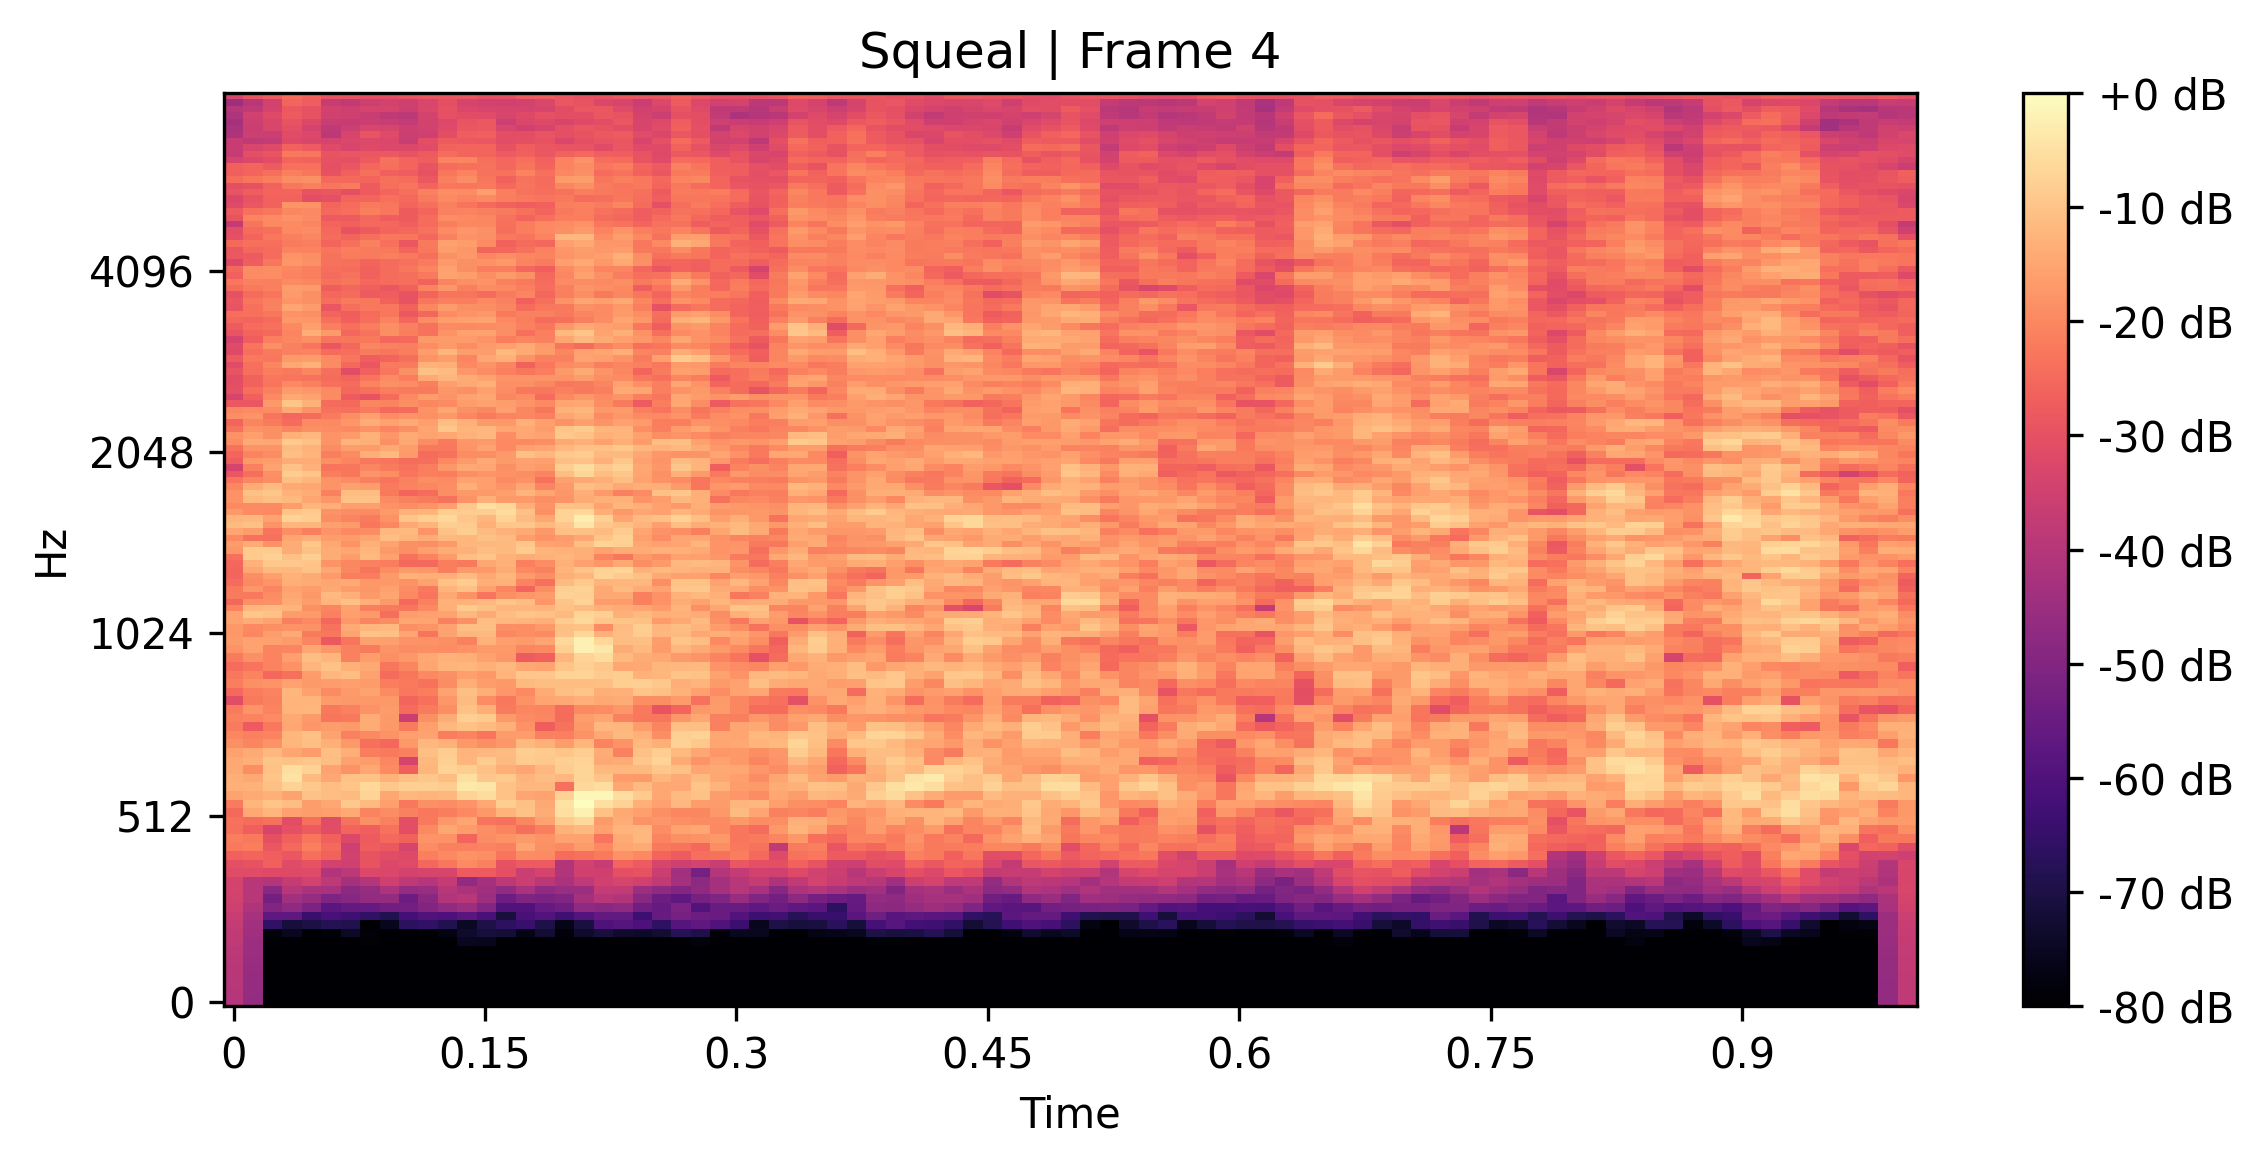 Squeal | Frame 4
Hz
4096
2048
1024
512
0
0 0.15 0.3 0.45 0.6 0.75 0.9
Time
+0 dB
-10 dB
-20 dB
-30 dB
-40 dB
-50 dB
-60 dB
-70 dB
-80 dB